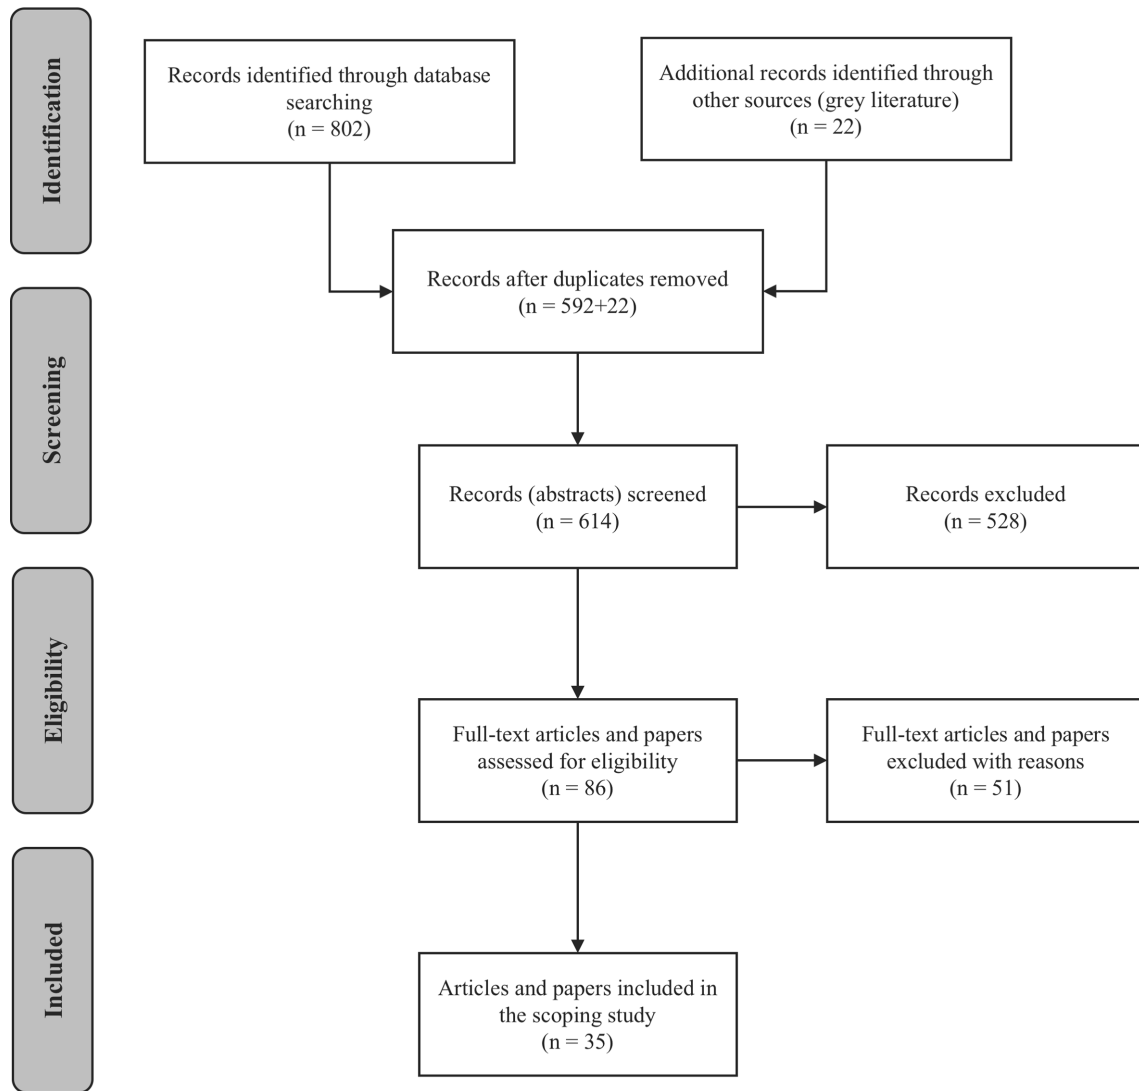 Identification
Records identified through database
searching
(n = 802)
Additional records identified through
other sources (grey literature)
(n = 22)
Records after duplicates removed
(n = 592+22)
Screening
Records (abstracts) screened
(n = 614)
Records excluded
(n = 528)
Eligibility
Full-text articles and papers
assessed for eligibility
(n = 86)
Full-text articles and papers
excluded with reasons
(n = 51)
Included
Articles and papers included in
the scoping study
(n = 35)